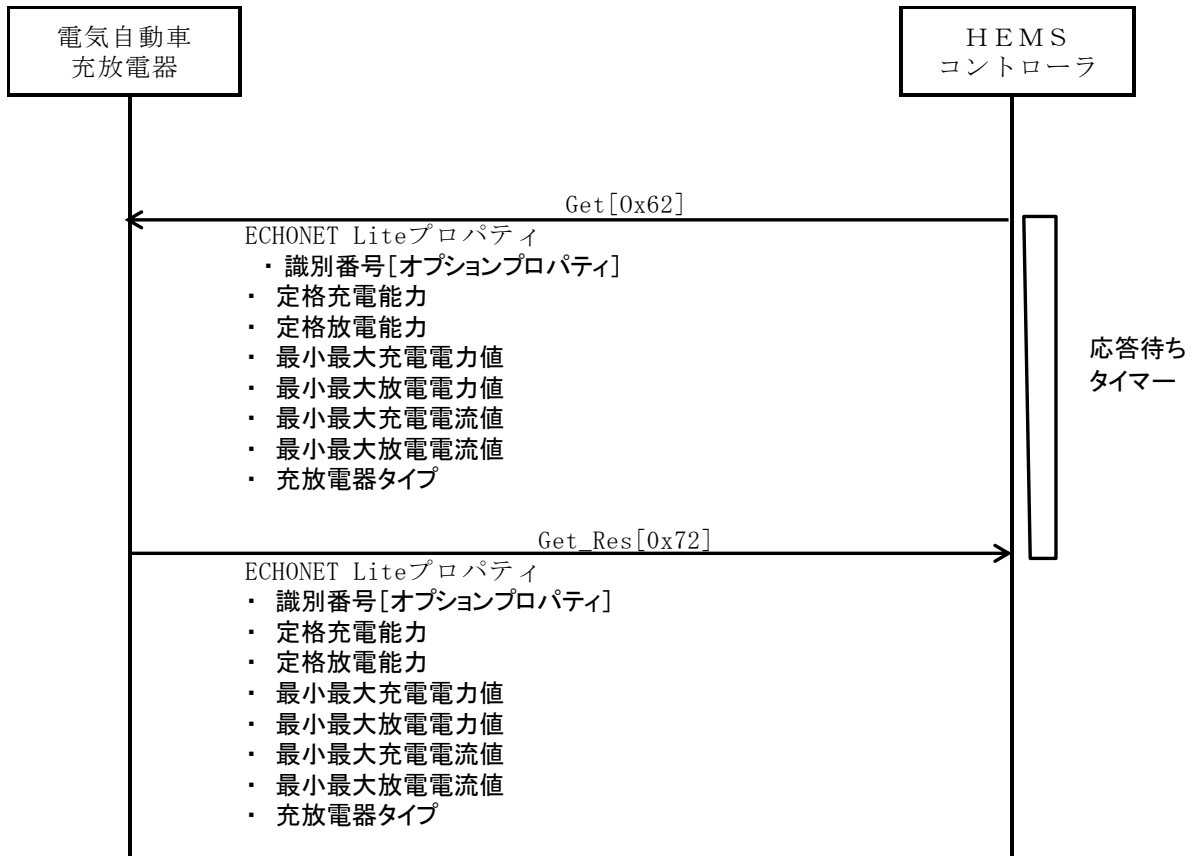 電気自動車
充放電器
ＨＥＭＳ
コントローラ
Get[0x62]
ECHONET Liteプロパティ
・ 識別番号[オプションプロパティ]
・ 定格充電能力
・ 定格放電能力
・ 最小最大充電電力値
・ 最小最大放電電力値
・ 最小最大充電電流値
・ 最小最大放電電流値
・ 充放電器タイプ
応答待ち
タイマー
Get_Res[0x72]
ECHONET Liteプロパティ
・ 識別番号[オプションプロパティ]
・ 定格充電能力
・ 定格放電能力
・ 最小最大充電電力値
・ 最小最大放電電力値
・ 最小最大充電電流値
・ 最小最大放電電流値
・ 充放電器タイプ